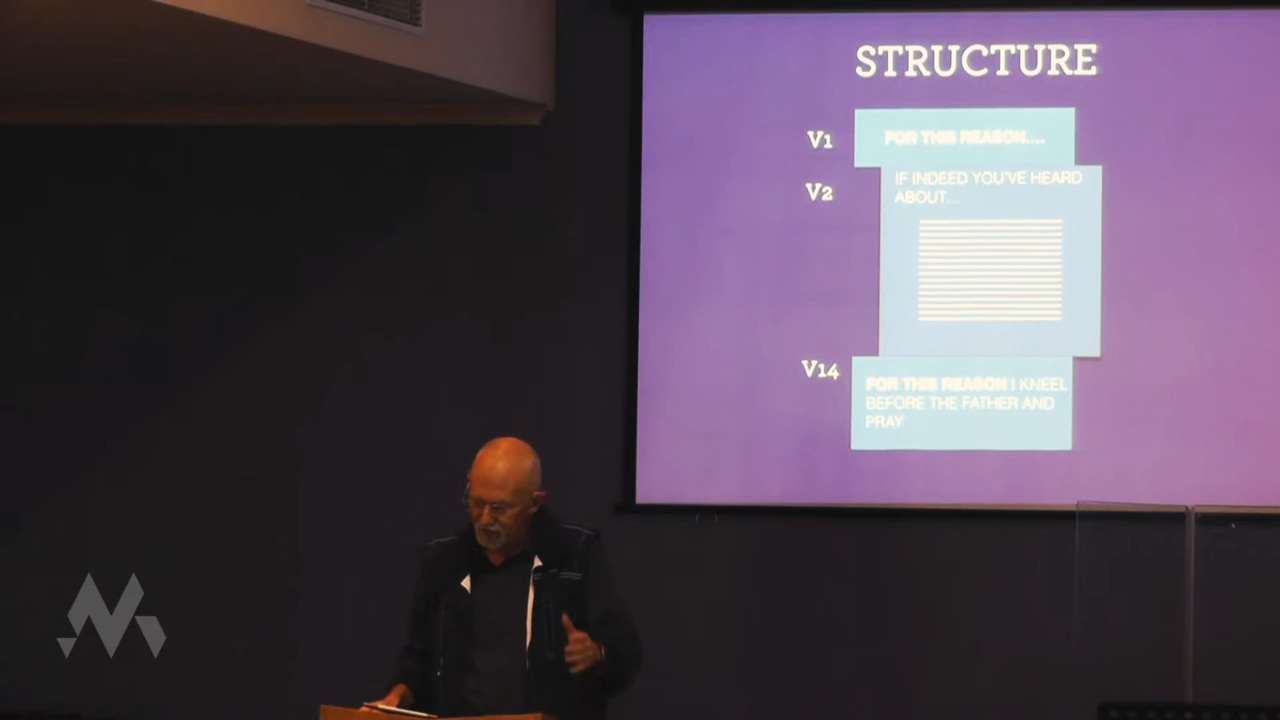 STRUCTURE
V1
FOR THIS REASON....
V2
IF INDEED YOU'VE HEARD
ABOUT...
V14
FOR THIS REASON I KNEEL
BEFORE THE FATHER AND
PRAY